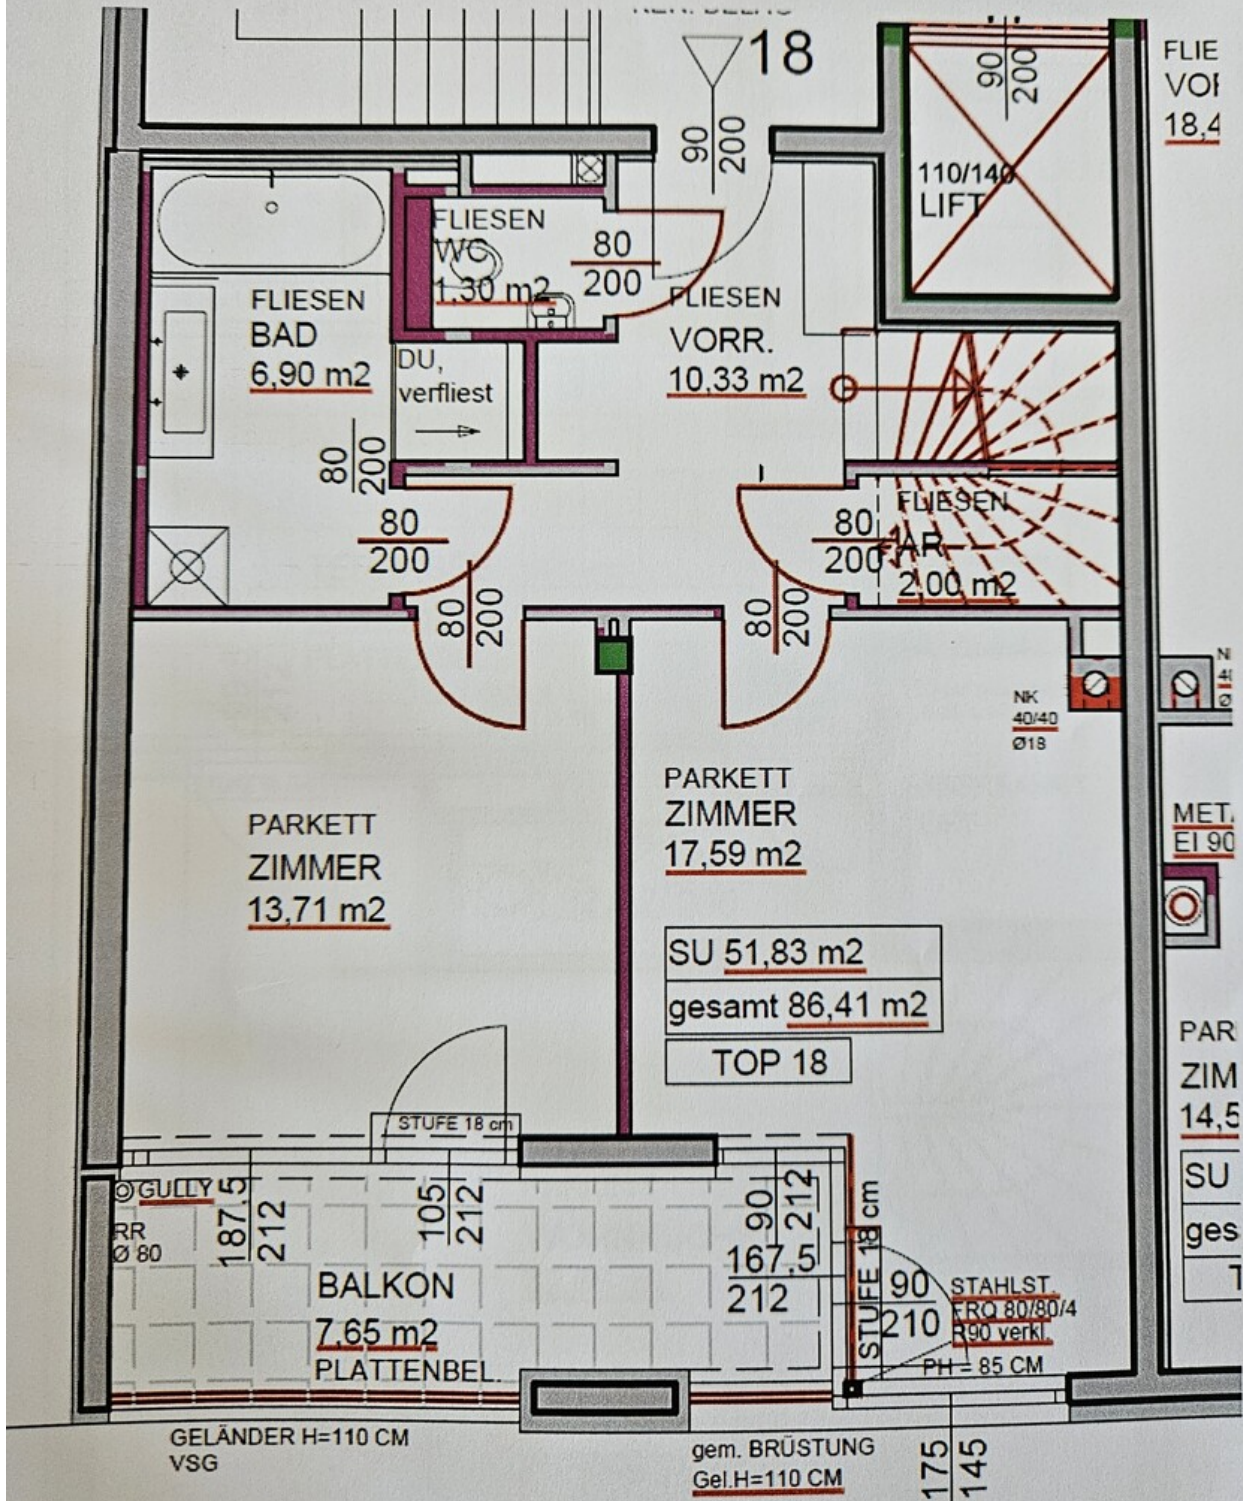 18
90
200
90
200
FLIE
18,4
110/140
LIFT
FLIESEN
WC
1,30 m2
80
200
FLIESEN
BAD
6,90 m2
FLIESEN
VORR.
10,33 m2
DU,
verfliest
80
200
80
200
80
200
FLIESEN
AR
2,00 m2
80
200
80
200
NK
40/40
Ø18
PARKETT
ZIMMER
13,71 m2
PARKETT
ZIMMER
17,59 m2
SU 51,83 m2
gesamt 86,41 m2
TOP 18
EI 90
PAR
ZIM
14,5
SU
ges
STUFE 18 cm
GULLY
RR
Ø 80
187,5
212
105
212
90
212
167,5
212
STUFE 18 cm
90
210
STAHLST.
FRQ 80/80/4
R90 verkl.
PH = 85 CM
BALKON
7,65 m2
PLATTENBEL.
GELÄNDER H=110 CM
VSG
gem. BRÜSTUNG
Gel.H=110 CM
175
145